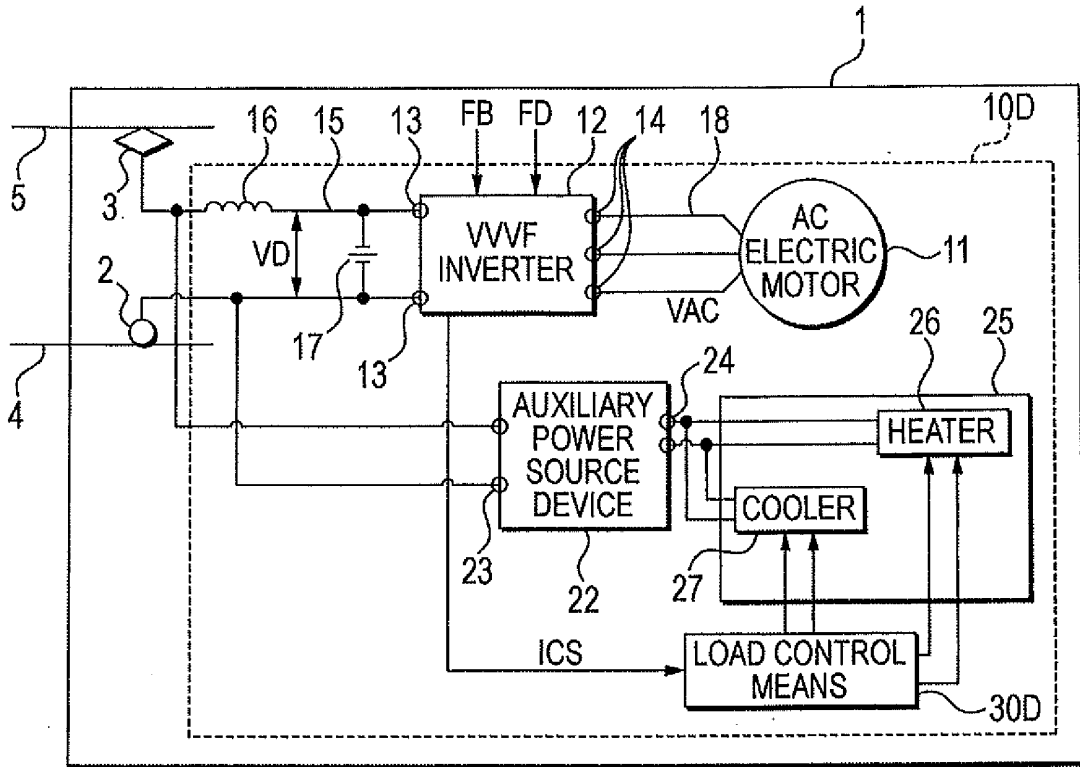 1
10D
5
3
16
15
13
FB
FD
12
14
18
VVVF
INVERTER
AC
ELECTRIC
MOTOR
11
VD
2
17
13
VAC
4
24
26
25
AUXILIARY
POWER
SOURCE
DEVICE
HEATER
COOLER
23
22
27
ICS
LOAD CONTROL
MEANS
30D